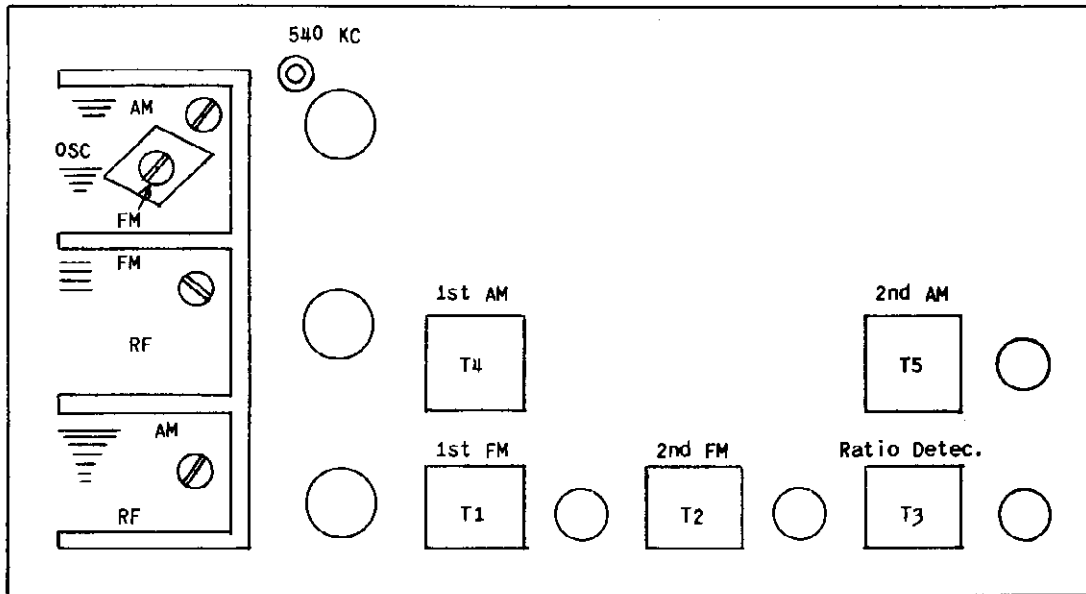 540 KC
AM
OSC
FM
FM
RF
AM
RF
1st AM
T4
2nd AM
T5
1st FM
T1
2nd FM
T2
Ratio Detec.
T3